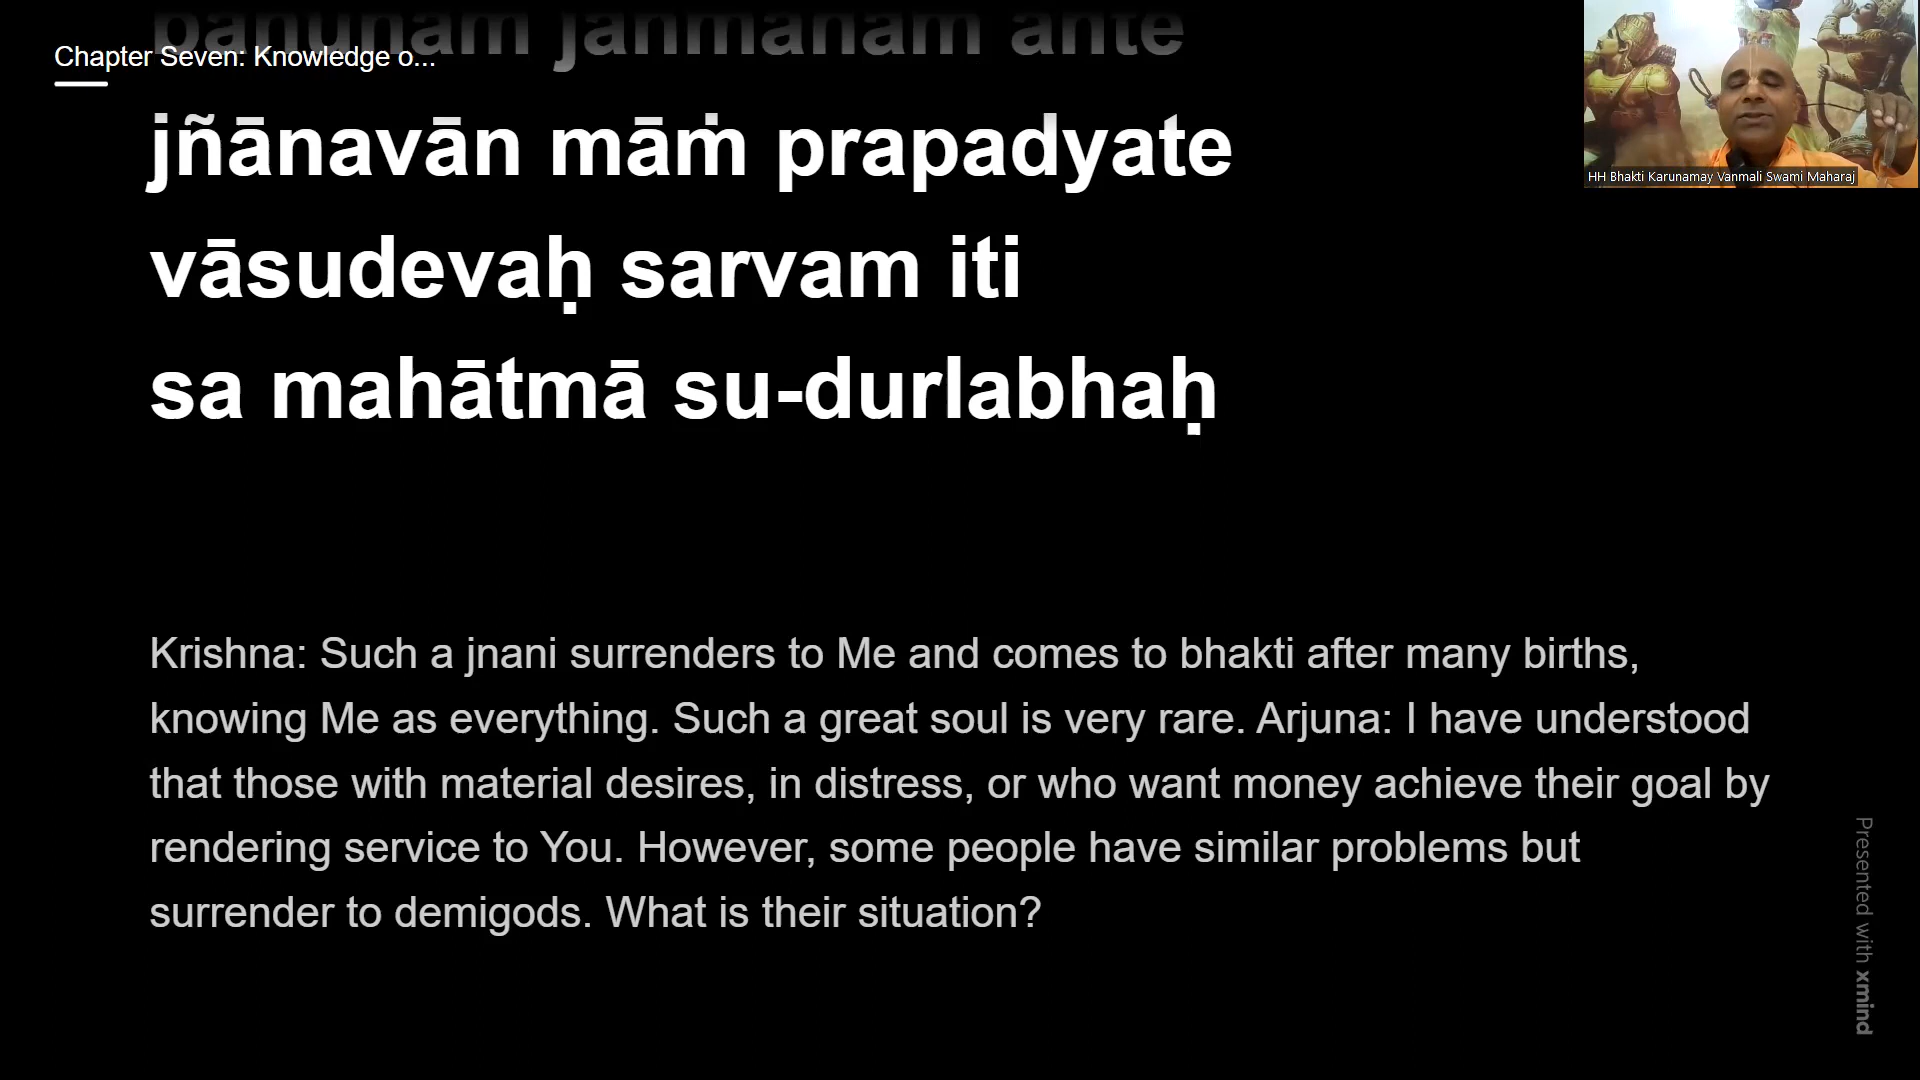 bahūnāṁ janmanām ante
Chapter Seven: Knowledge o...
jñānavān māṁ prapadyate
vāsudevaḥ sarvam iti
sa mahātmā su-durlabhaḥ
Krishna: Such a jnani surrenders to Me and comes to bhakti after many births,
knowing Me as everything. Such a great soul is very rare. Arjuna: I have understood
that those with material desires, in distress, or who want money achieve their goal by
rendering service to You. However, some people have similar problems but
surrender to demigods. What is their situation?
HH Bhakti Karunamay Vanmali Swami Maharaj
Presented with xmind